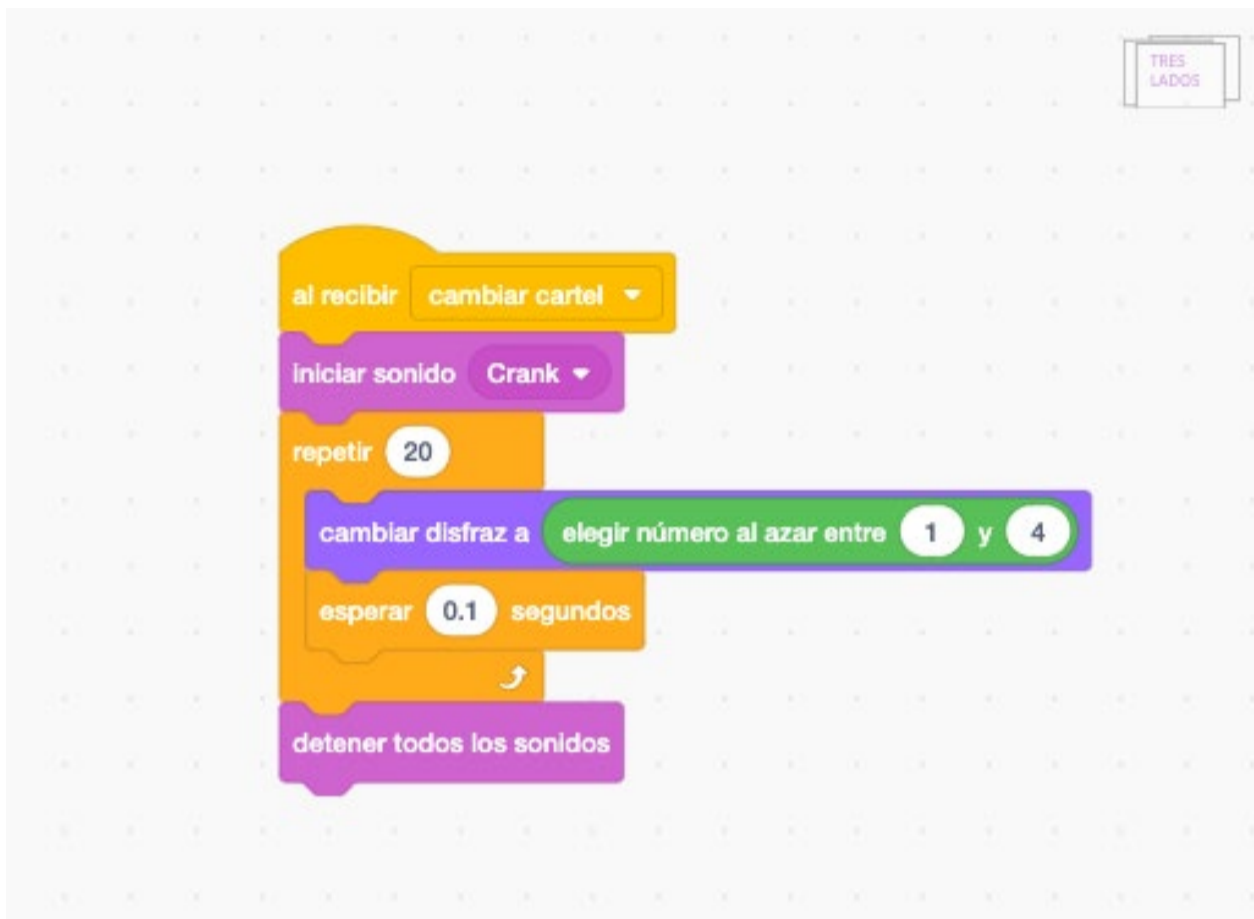 TRES
LADOS
al recibir cambiar cartel
iniciar sonido Crank
repetir 20
cambiar disfraz a elegir número al azar entre 1 y 4
esperar 0.1 segundos
detener todos los sonidos